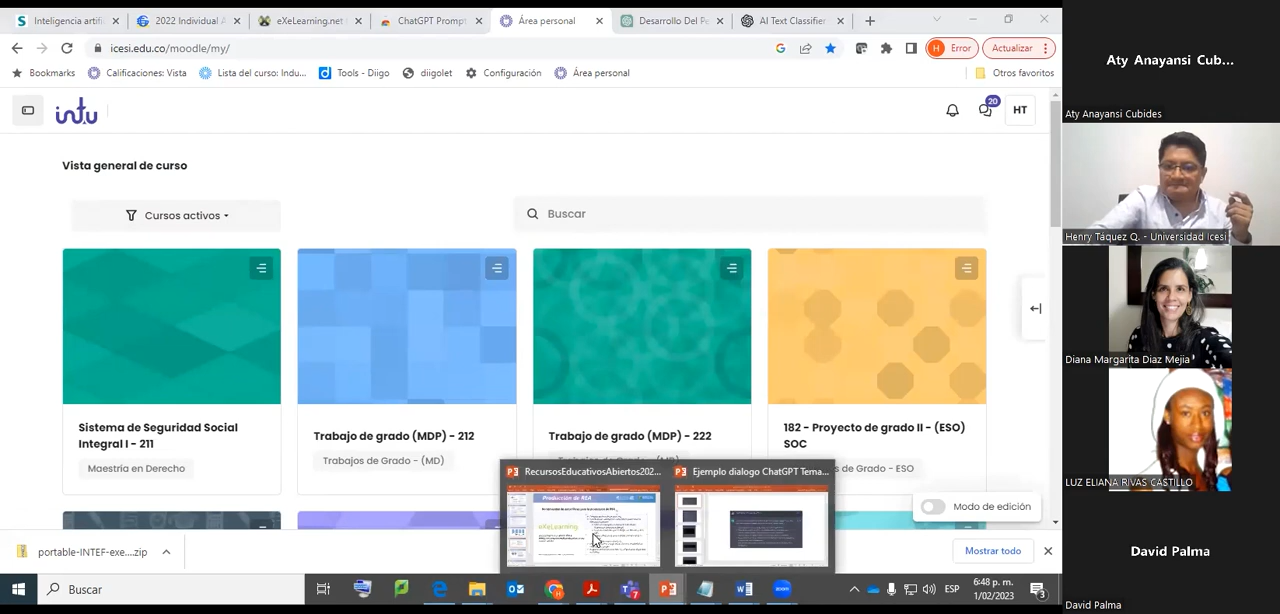 Inteligencia artifi
2022 Individual A
eXeLearning.net
ChatGPT Promp
Área personal
Desarrollo Del Pe
AI Text Classifier
icesi.edu.co/moodle/my/
Error
Actualizar
Bookmarks
Calificaciones: Vista
Lista del curso: Indu...
Tools - Diigo
diigolet
Configuración
Área personal
Otros favoritos
intu
20
HT
Vista general de curso
Cursos activos
Buscar
Sistema de Seguridad Social
Integral I - 211
Maestría en Derecho
Trabajo de grado (MDP) - 212
Trabajos de Grado - (MD)
Trabajo de grado (MDP) - 222
182 - Proyecto de grado II - (ESO)
SOC
s de Grado - ESO
RecursosEducativosAbiertos202...
Ejemplo dialogo ChatGPT Tema...
Producción de REA
eXeLearning
Modo de edición
portable-INTEF-exe....zip
Mostrar todo
Buscar
ESP
6:48 p. m.
1/02/2023
3
Aty Anayansi Cub...
Aty Anayansi Cubides
Henry Táquez Q. - Universidad Icesi
Diana Margarita Diaz Mejia
LUZ ELIANA RIVAS CASTILLO
David Palma
David Palma